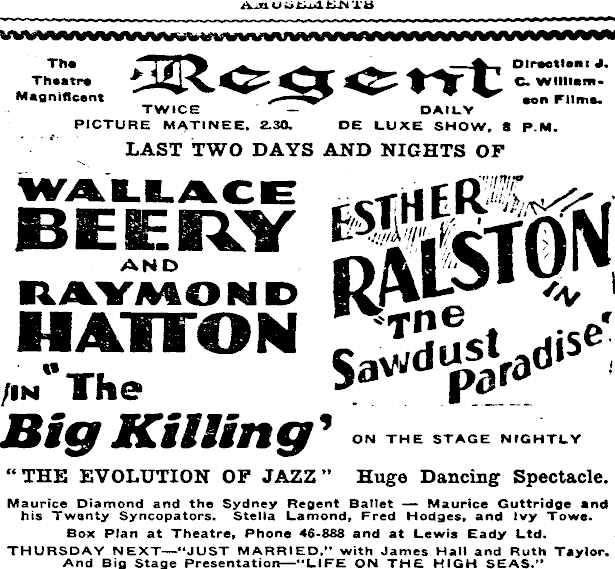 AMUSEMENTS
The
Theatre
Magnificent
Regent
Direction: J.
C. William-
son Films.
TWICE DAILY
PICTURE MATINEE, 2.30. DE LUXE SHOW, 8 P.M.
LAST TWO DAYS AND NIGHTS OF
WALLACE
BEERY
AND
RAYMOND
HATTON
IN "The
Big Killing'
ESTHER
RALSTON
IN
"The
Sawdust
Paradise'
ON THE STAGE NIGHTLY
"THE EVOLUTION OF JAZZ" Huge Dancing Spectacle.
Maurice Diamond and the Sydney Regent Ballet — Maurice Guttridge and
his Twenty Syncopators. Stella Lamond, Fred Hodges, and Ivy Towe.
Box Plan at Theatre, Phone 46-888 and at Lewis Eady Ltd.
THURSDAY NEXT—"JUST MARRIED," with James Hall and Ruth Taylor.
And Big Stage Presentation—"LIFE ON THE HIGH SEAS."